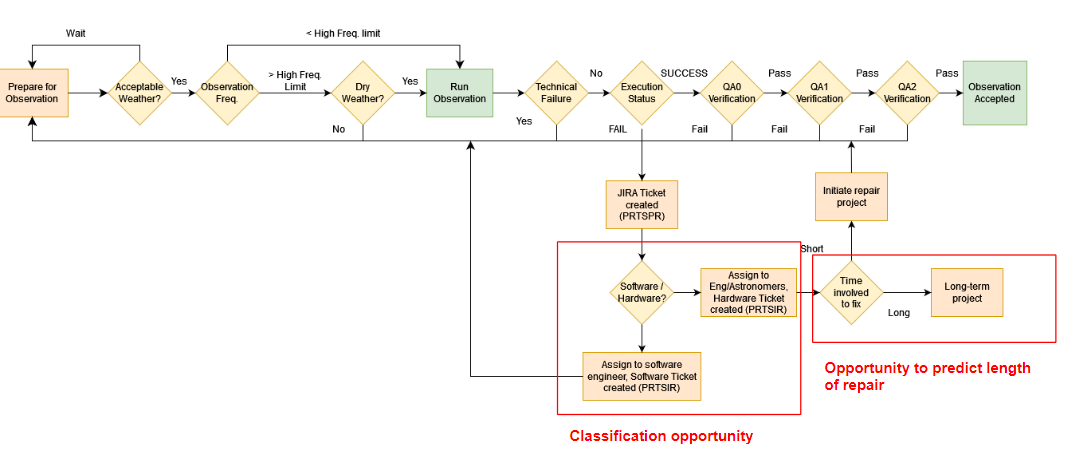 Wait
< High Freq. limit
Prepare for
Observation
Acceptable
Weather?
Yes
Observation
Freq.
> High Freq.
Limit
Dry
Weather?
Yes
Run
Observation
Technical
Failure
No
Execution
Status
SUCCESS
QA0
Verification
Pass
QA1
Verification
Pass
QA2
Verification
Pass
Observation
Accepted
No
Yes
FAIL
Fail
Fail
Fail
JIRA Ticket
created
(PRTSPR)
Initiate repair
project
Short
Software /
Hardware?
Assign to
Eng/Astronomers,
Hardware Ticket
created (PRTSIR)
Time
involved
to fix
Long
Long-term
project
Assign to software
engineer, Software Ticket
created (PRTSIR)
Opportunity to predict length
of repair
Classification opportunity